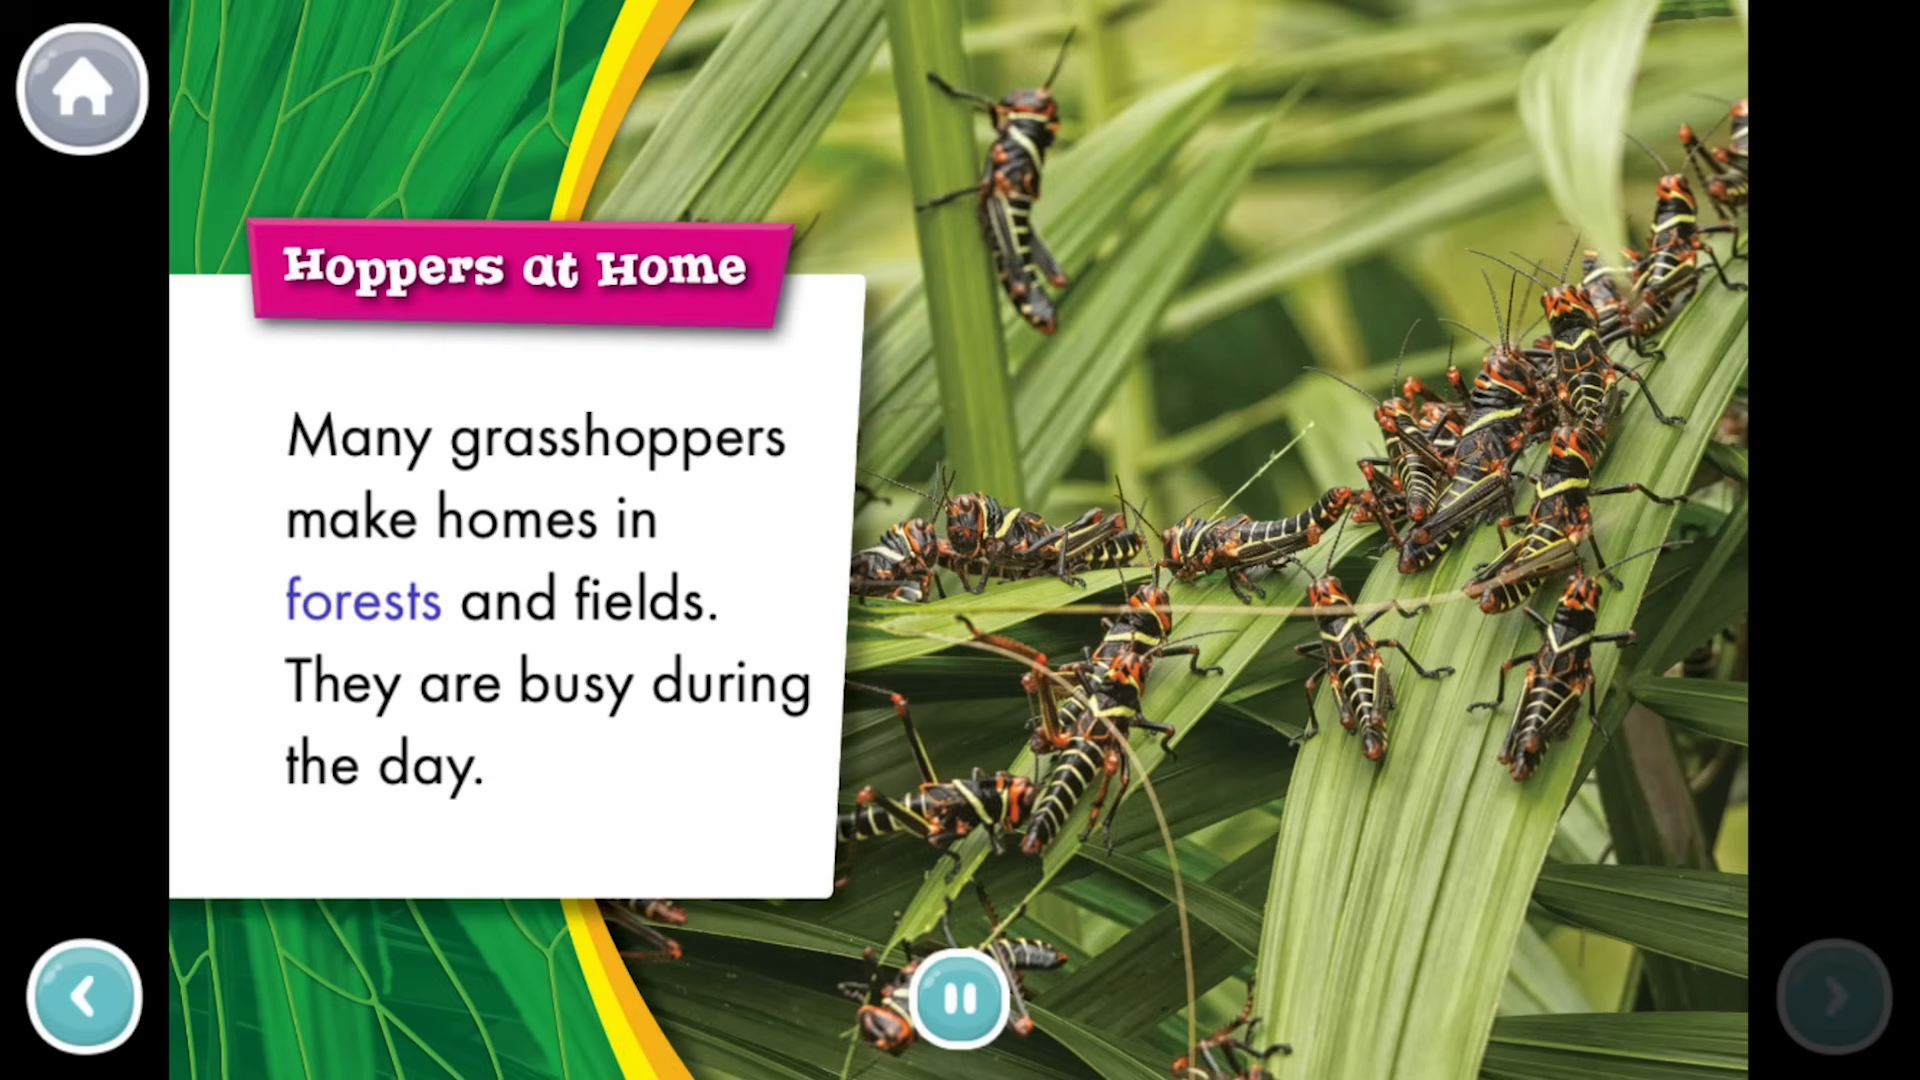 Hoppers at Home
Many grasshoppers
make homes in
forests and fields.
They are busy during
the day.